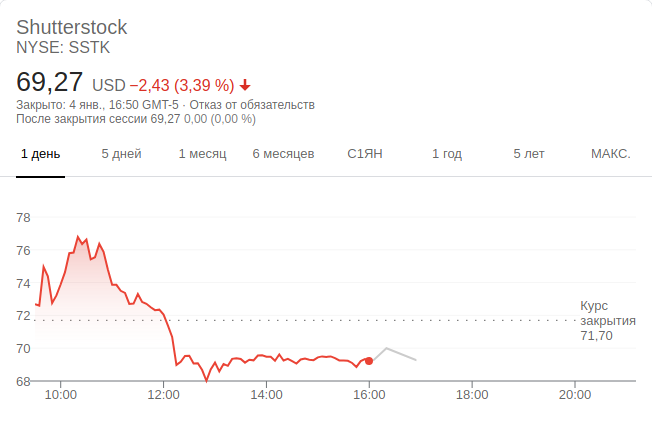 Shutterstock
NYSE: SSTK
69,27 USD −2,43 (3,39 %)
Закрыто: 4 янв., 16:50 GMT-5 · Отказ от обязательств
После закрытия сессии 69,27 0,00 (0,00 %)
1 день 5 дней 1 месяц 6 месяцев С1ЯН 1 год 5 лет МАКС.
78
76
74
72
70
68
Курс
закрытия
71,70
10:00 12:00 14:00 16:00 18:00 20:00